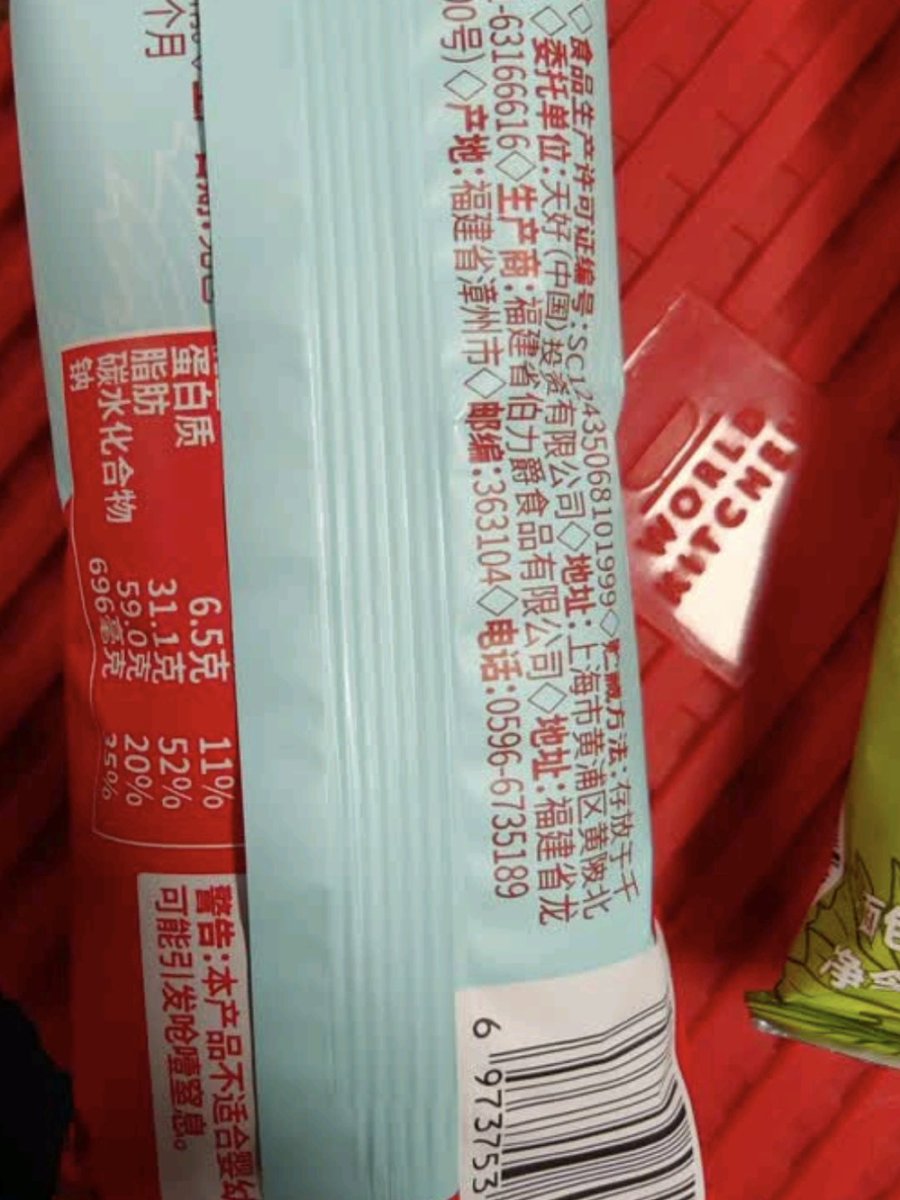 ◇食品生产许可证编号:SC12435068101999◇贮藏方法:存放于干
◇委托单位:天好(中国)投资有限公司◇地址:上海市黄浦区黄陂北
-63166616◇生产商:福建省伯力爵食品有限公司◇地址:福建省龙
00号)◇产地:福建省漳州市◇邮编:363104◇电话:0596-6735189
个月
蛋白质 6.5克 11%
脂肪 31.1克 52%
碳水化合物 59.0克 20%
钠 696毫克 35%
警告:本产品不适合婴幼
可能引发呛噎窒息。
6 973753
WORLD
KITCHE